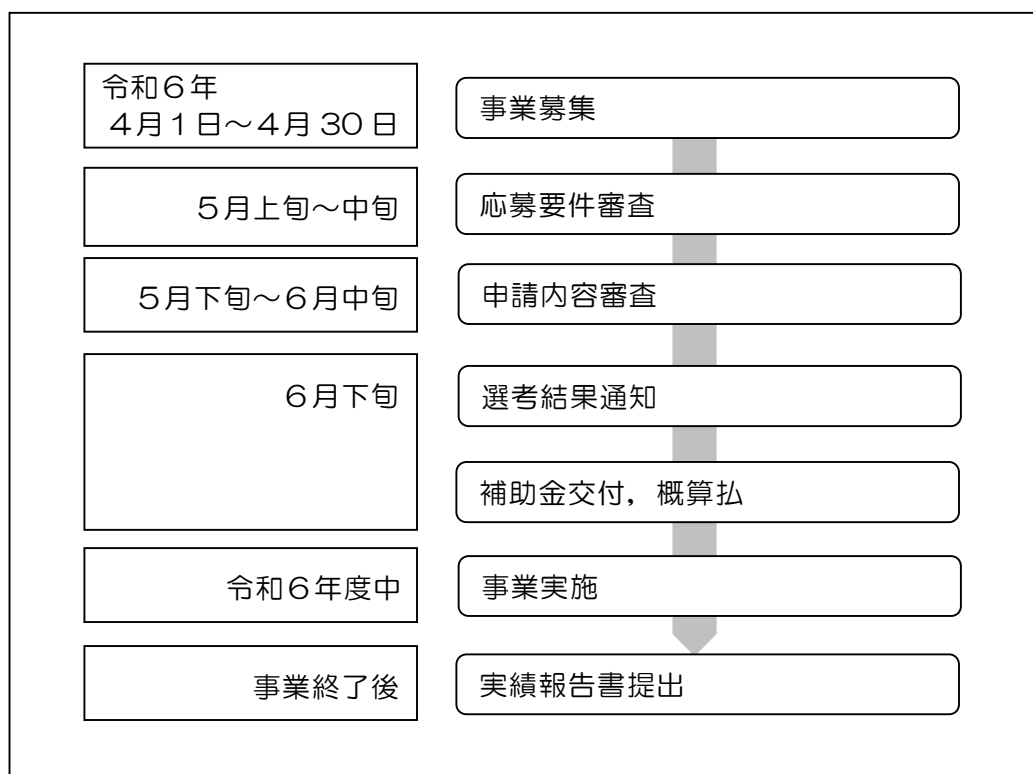 令和６年
４月１日～４月30日
事業募集
５月上旬～中旬
応募要件審査
５月下旬～６月中旬
申請内容審査
６月下旬
選考結果通知
補助金交付，概算払
令和６年度中
事業実施
事業終了後
実績報告書提出